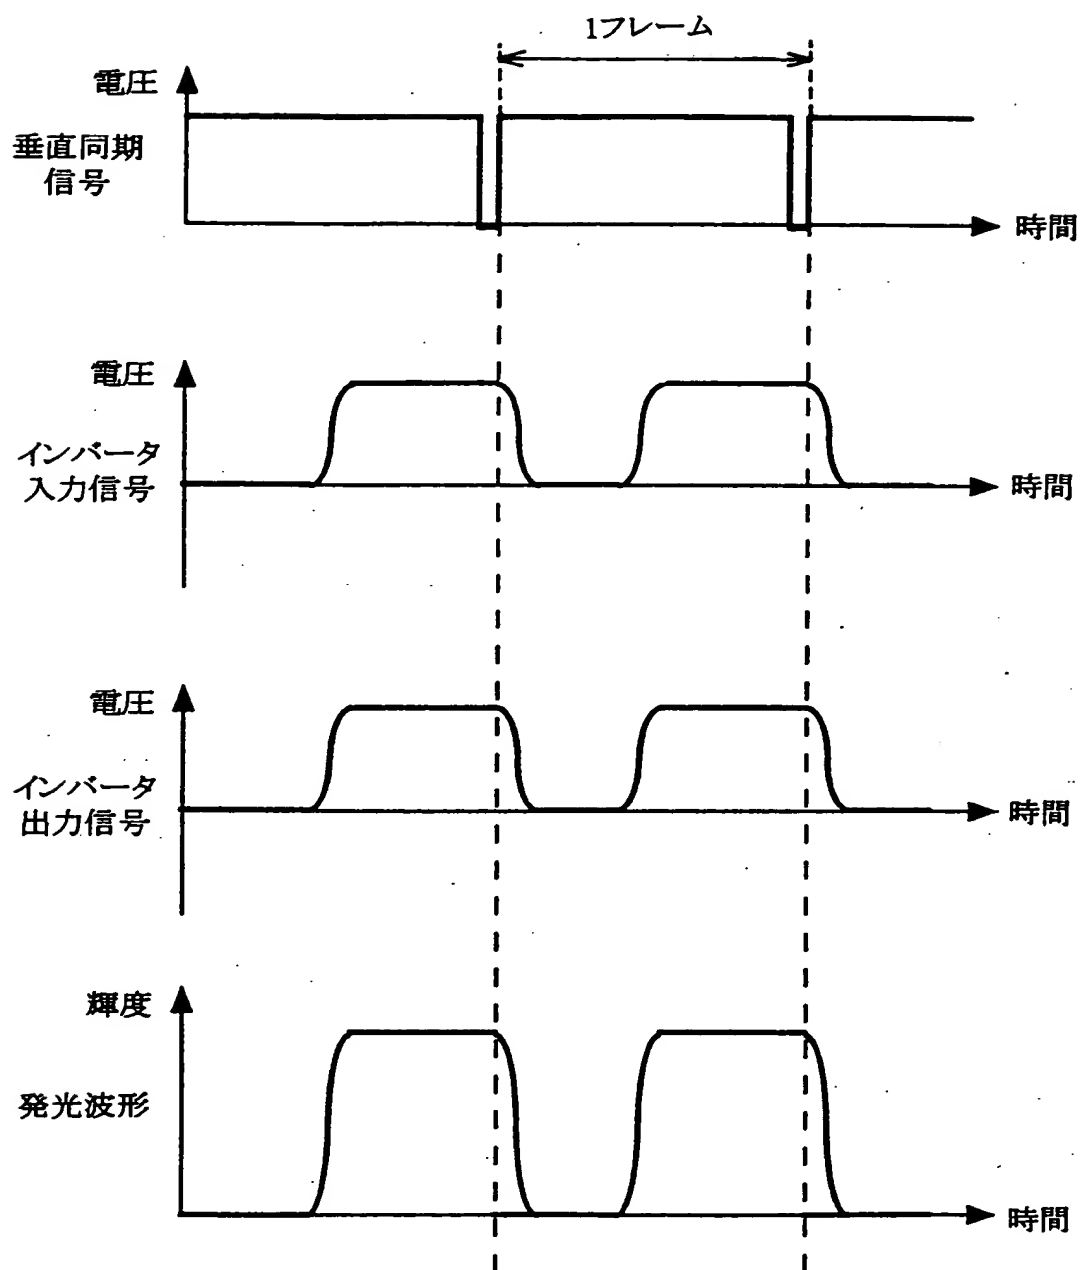 1フレーム
電圧
垂直同期
信号
時間
電圧
インバータ
入力信号
時間
電圧
インバータ
出力信号
時間
輝度
発光波形
時間